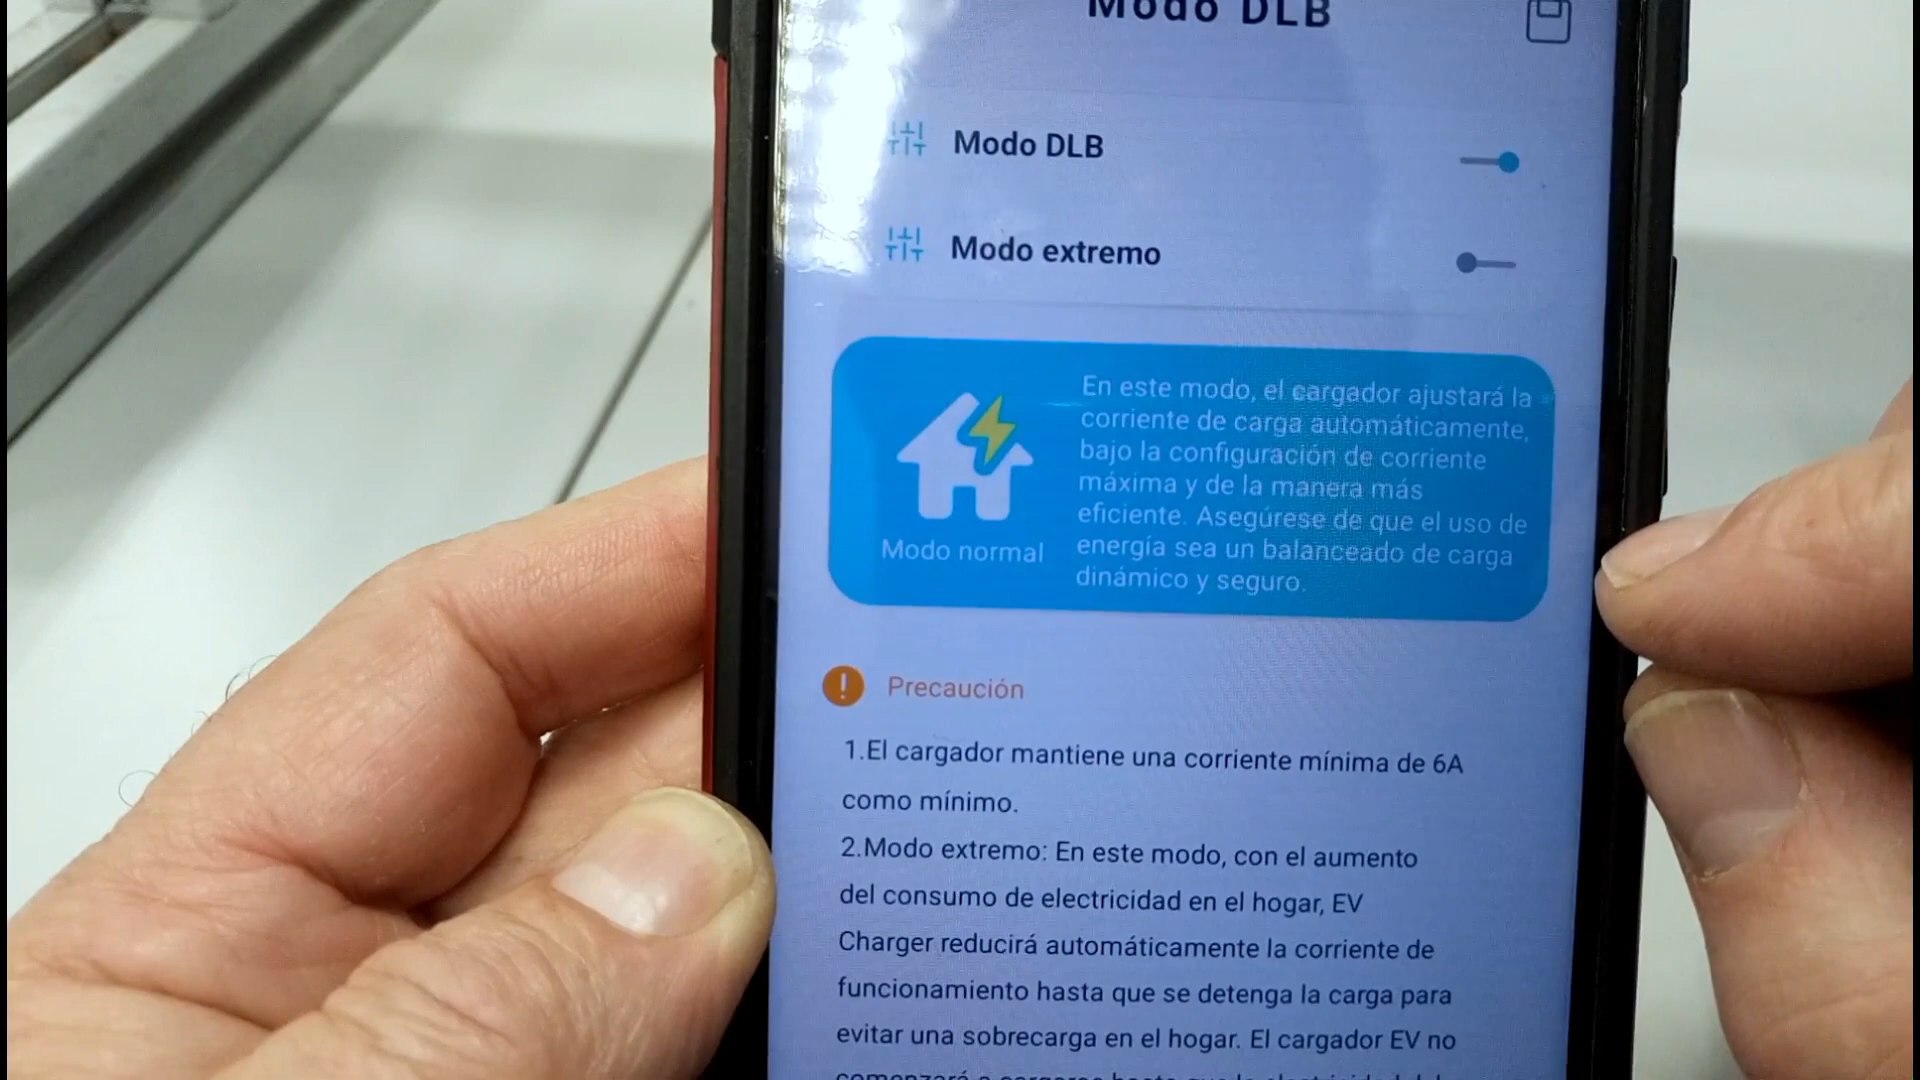 Modo DLB
Modo DLB
Modo extremo
En este modo, el cargador ajustará la
corriente de carga automáticamente,
bajo la configuración de corriente
máxima y de la manera más
eficiente. Asegúrese de que el uso de
energía sea un balanceado de carga
dinámico y seguro.
Modo normal
Precaución
1.El cargador mantiene una corriente mínima de 6A
como mínimo.
2.Modo extremo: En este modo, con el aumento
del consumo de electricidad en el hogar, EV
Charger reducirá automáticamente la corriente de
funcionamiento hasta que se detenga la carga para
evitar una sobrecarga en el hogar. El cargador EV no